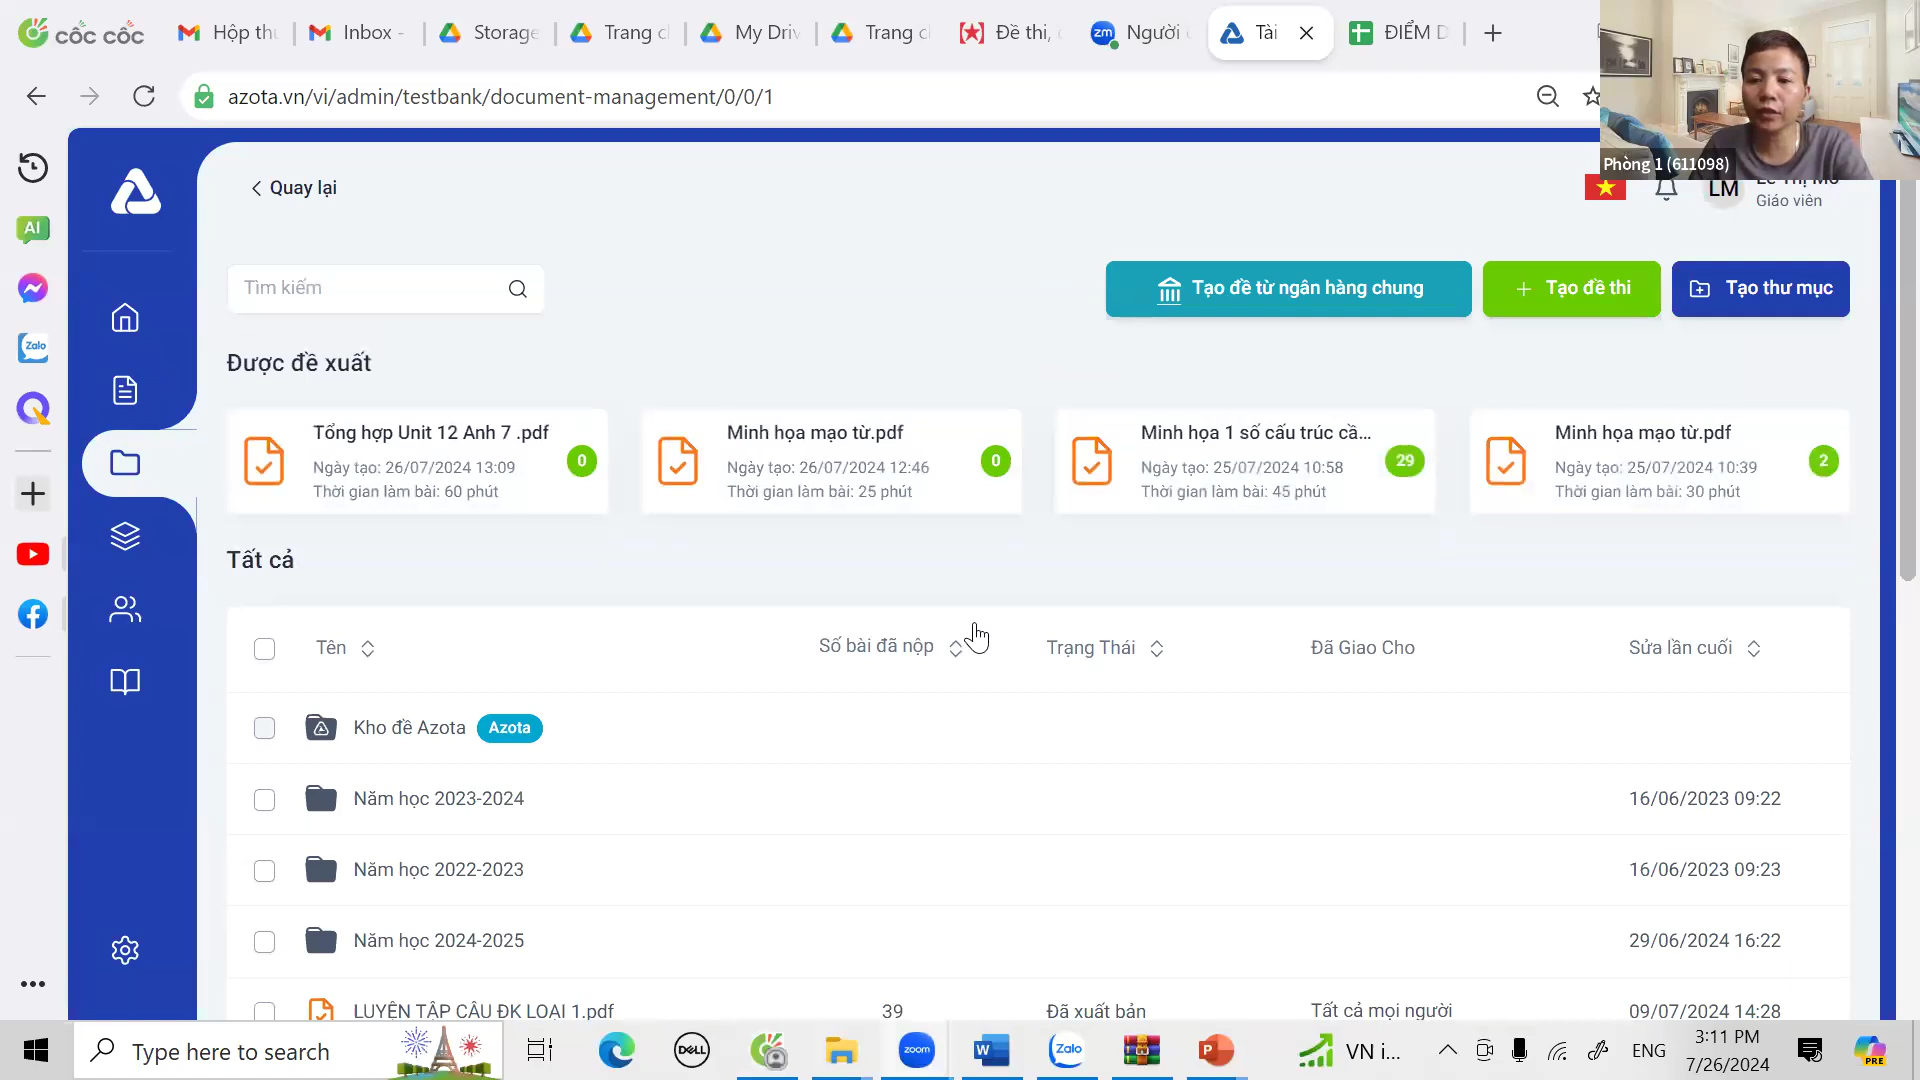 cốc cốc
Hộp thư
Inbox -
Storage
Trang c
My Driv
Trang c
Đề thi,
zm
Người
Tài
ĐIỂM D
azota.vn/vi/admin/testbank/document-management/0/0/1
Phòng 1 (611098)
AI
Quay lại
LM
Giáo viên
Zalo
Tìm kiếm
Tạo đề từ ngân hàng chung
Tạo đề thi
Tạo thư mục
Được đề xuất
Tổng hợp Unit 12 Anh 7 .pdf
Ngày tạo: 26/07/2024 13:09
Thời gian làm bài: 60 phút
0
Minh họa mạo từ.pdf
Ngày tạo: 26/07/2024 12:46
Thời gian làm bài: 25 phút
0
Minh họa 1 số cấu trúc cầ...
Ngày tạo: 25/07/2024 10:58
Thời gian làm bài: 45 phút
29
Minh họa mạo từ.pdf
Ngày tạo: 25/07/2024 10:39
Thời gian làm bài: 30 phút
2
Tất cả
Tên
Số bài đã nộp
Trạng Thái
Đã Giao Cho
Sửa lần cuối
Kho đề Azota
Azota
Năm học 2023-2024
16/06/2023 09:22
Năm học 2022-2023
16/06/2023 09:23
Năm học 2024-2025
29/06/2024 16:22
LUYỆN TẬP CÂU ĐK LOẠI 1.pdf
39
Đã xuất bản
Tất cả mọi người
09/07/2024 14:28
Type here to search
DELL
zoom
W
Zalo
P
VN i...
ENG
3:11 PM
7/26/2024
PRE